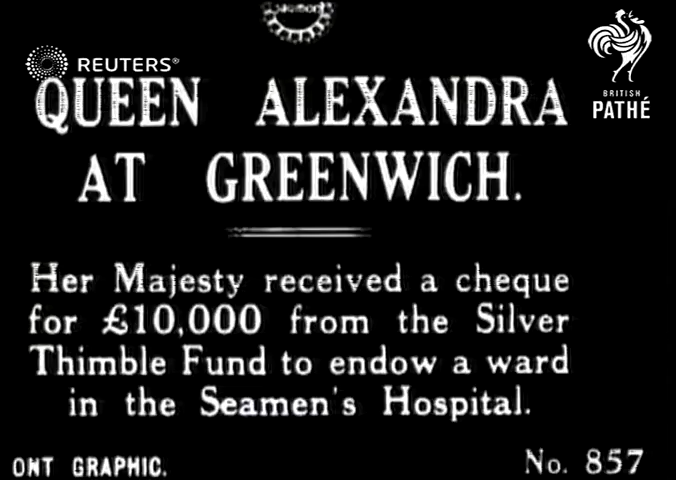 GAUMONT
REUTERS®
BRITISH
PATHÉ
QUEEN ALEXANDRA
AT GREENWICH.
Her Majesty received a cheque
for £10,000 from the Silver
Thimble Fund to endow a ward
in the Seamen's Hospital.
ONT GRAPHIC.
No. 857